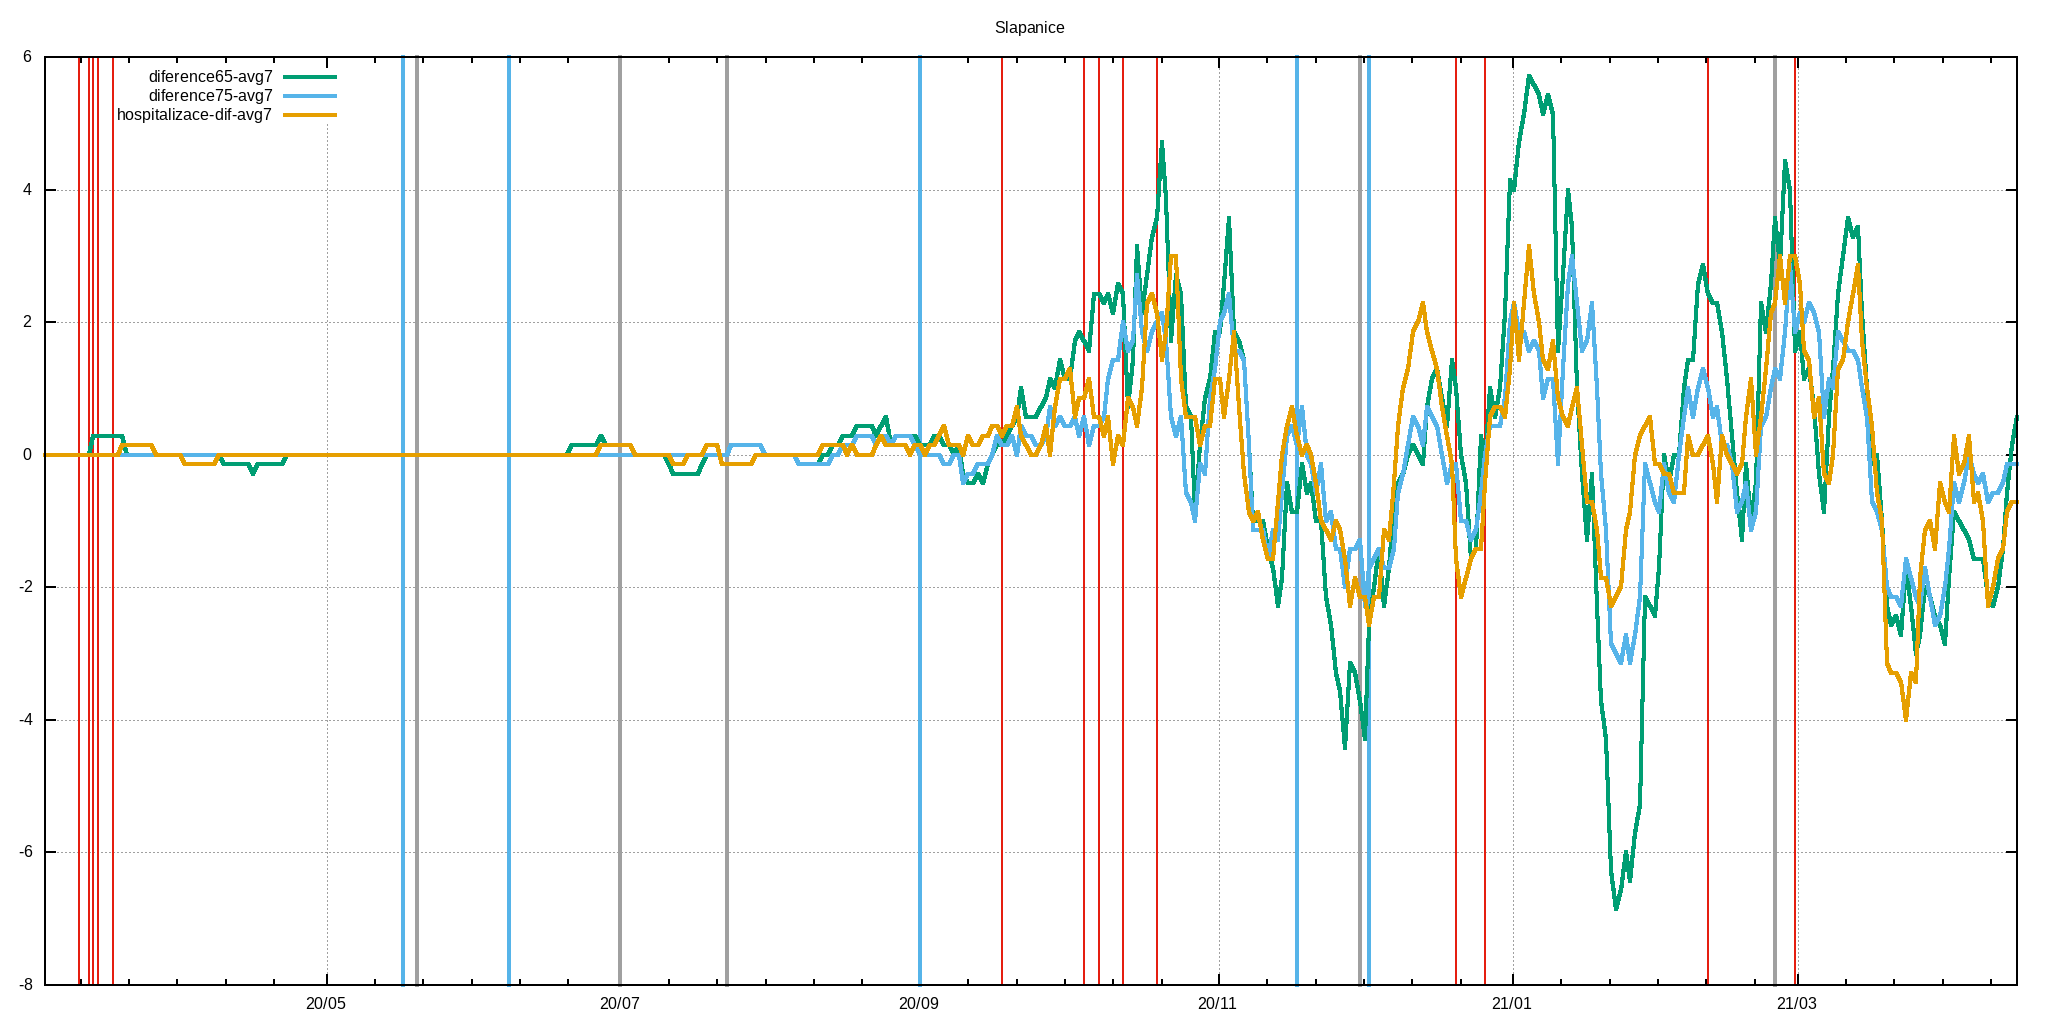 Slapanice
6
diference65-avg7
diference75-avg7
hospitalizace-dif-avg7
4
2
0
-2
-4
-6
-8
20/05 20/07 20/09 20/11 21/01 21/03